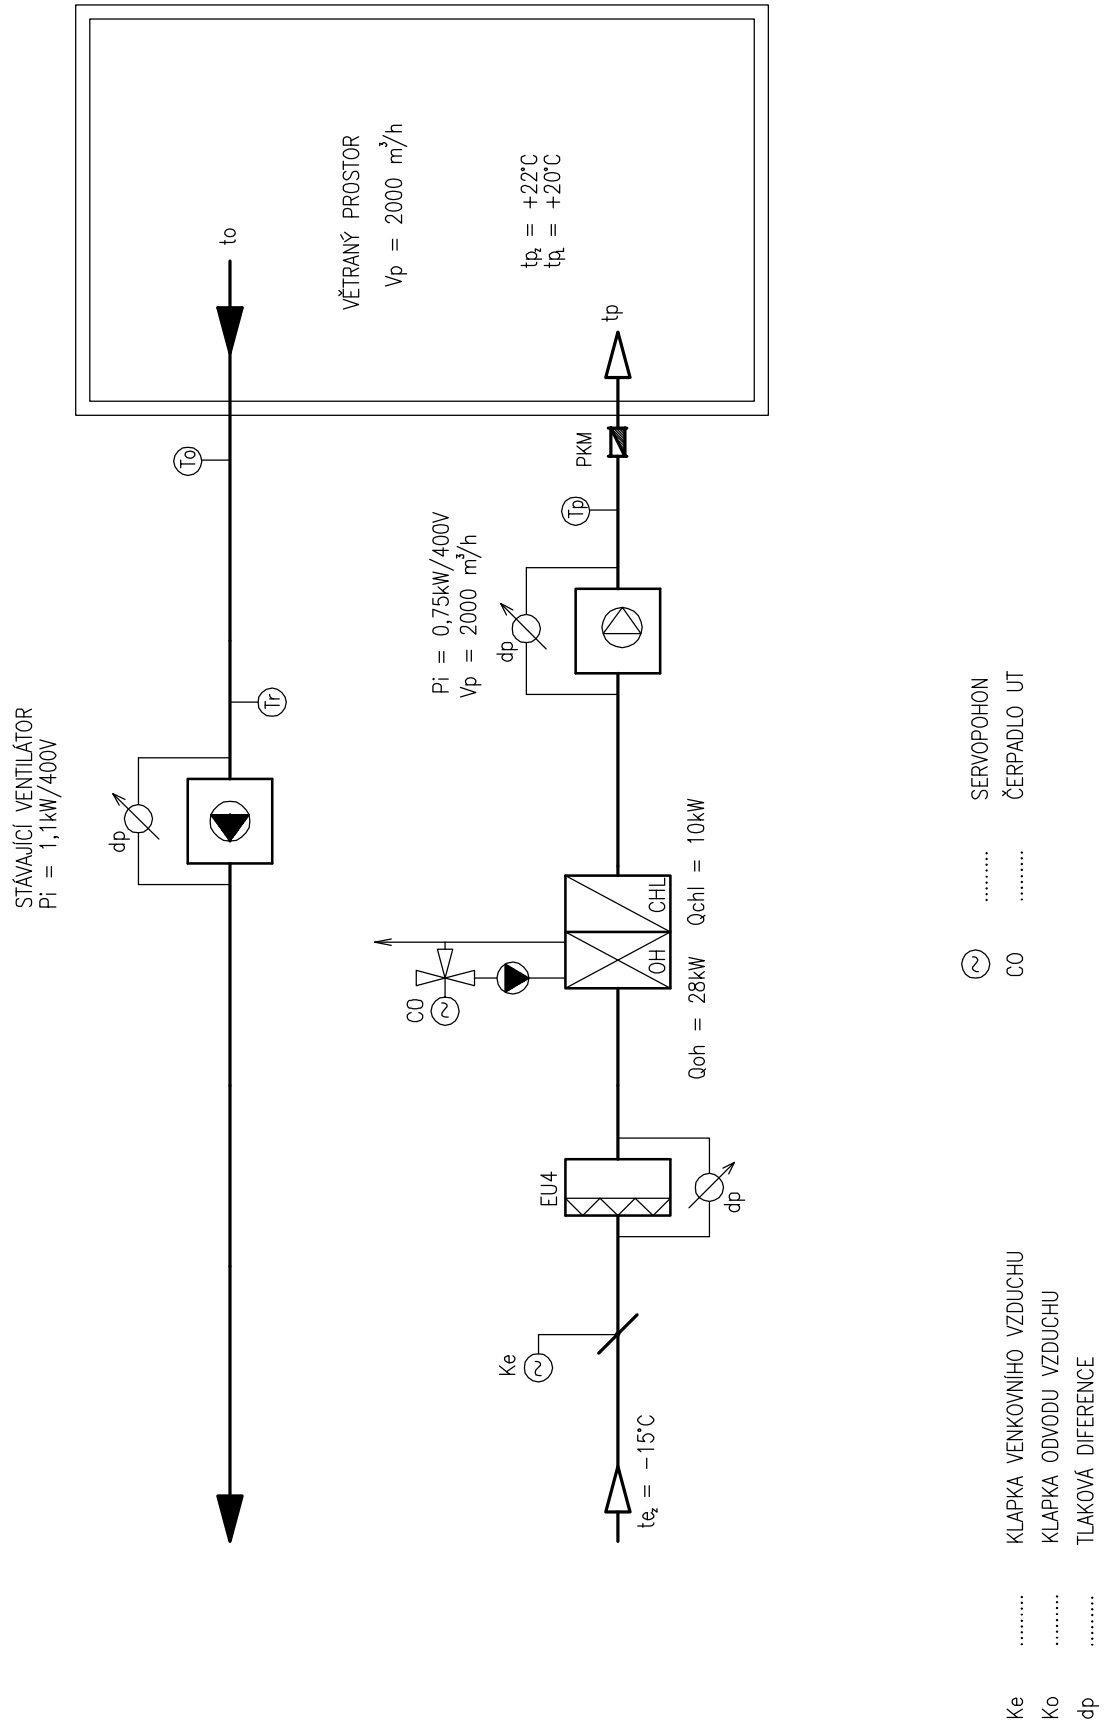 STÁVAJÍCÍ VENTILÁTOR
Pi = 1,1kW/400V
dp
Tr
To
to
VĚTRANÝ PROSTOR
Vp = 2000 m³/h
tpz = +22°C
tpL = +20°C
CO
Pi = 0,75kW/400V
Vp = 2000 m³/h
dp
Tp
PKM
tp
Ke
EU4
OH
CHL
tez = -15°C
dp
Qoh = 28kW
Qchl = 10kW
~ ......... SERVOPOHON
CO ......... ČERPADLO UT
Ke ......... KLAPKA VENKOVNÍHO VZDUCHU
Ko ......... KLAPKA ODVODU VZDUCHU
dp ......... TLAKOVÁ DIFERENCE